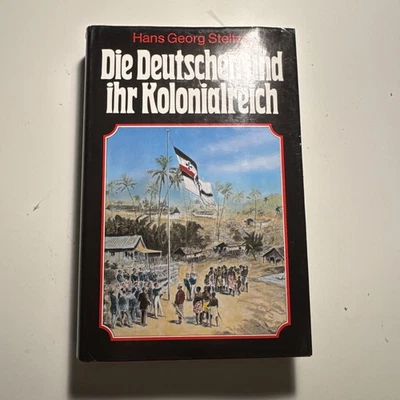 Hans Georg
Die Deutschen und
ihr Kolonialreich